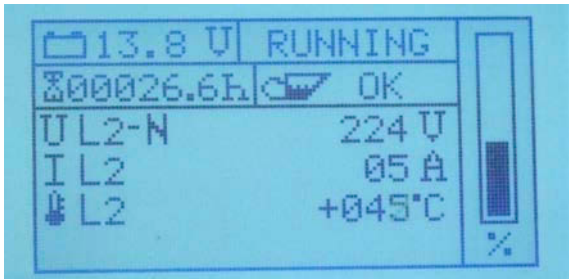 13.8 V RUNNING
00026.6h OK
U L2-N 224 V
I L2 05 A
L2 +045°C
%